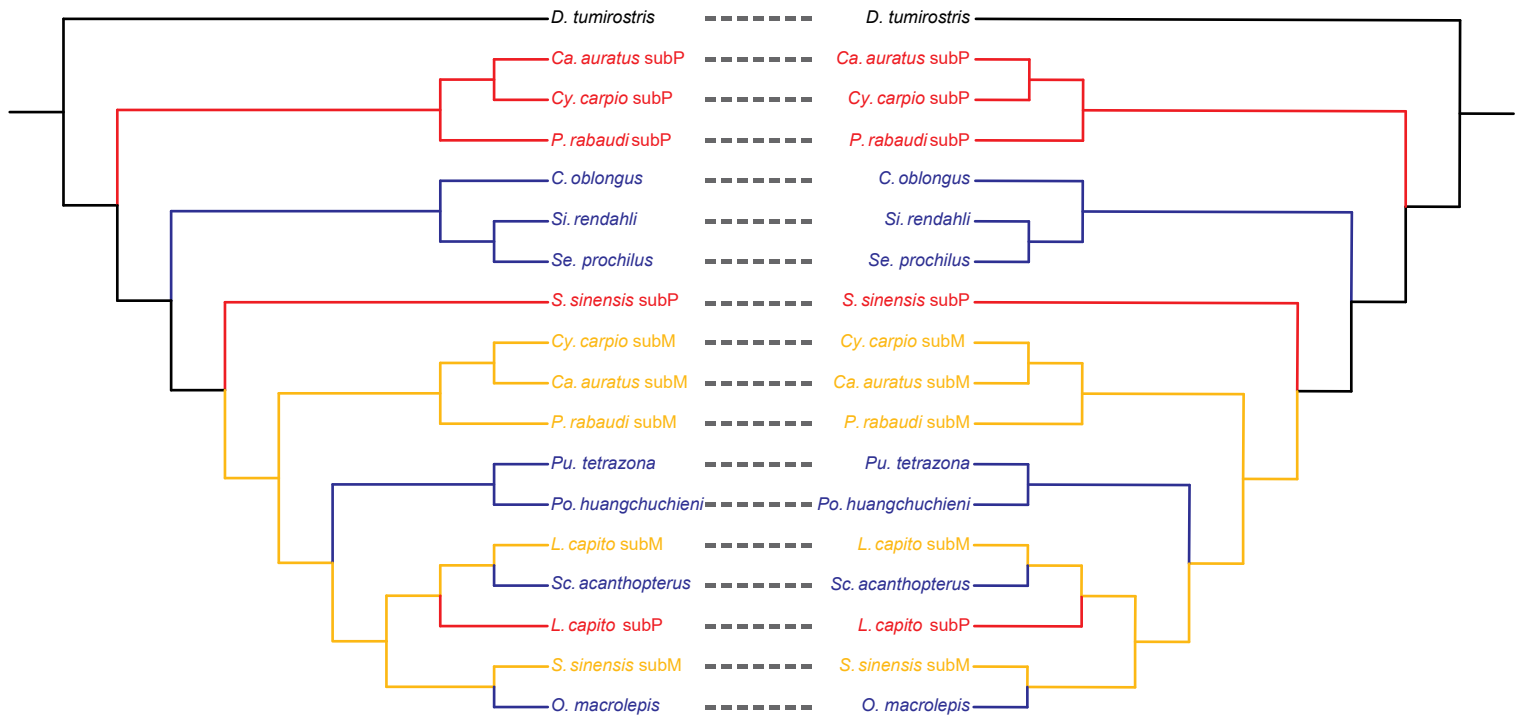 D. tumirostris D. tumirostris
Ca. auratus subP Ca. auratus subP
Cy. carpio subP Cy. carpio subP
P. rabaudi subP P. rabaudi subP
C. oblongus C. oblongus
Si. rendahli Si. rendahli
Se. prochilus Se. prochilus
S. sinensis subP S. sinensis subP
Cy. carpio subM Cy. carpio subM
Ca. auratus subM Ca. auratus subM
P. rabaudi subM P. rabaudi subM
Pu. tetrazona Pu. tetrazona
Po. huangchuchieni Po. huangchuchieni
L. capito subM L. capito subM
Sc. acanthopterus Sc. acanthopterus
L. capito subP L. capito subP
S. sinensis subM S. sinensis subM
O. macrolepis O. macrolepis